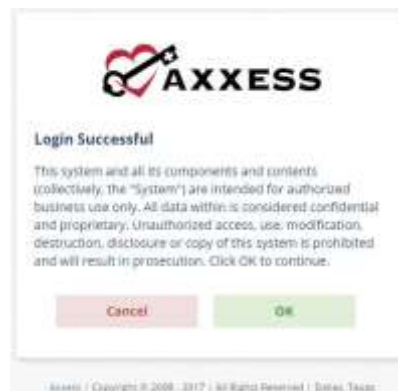 AXXESS
Login Successful
This system and all its components and contents
(collectively, the "System") are intended for authorized
business use only. All data within is considered confidential
and proprietary. Unauthorized access, use, modification,
destruction, disclosure or copy of this system is prohibited
and will result in prosecution. Click OK to continue.
Cancel
OK
Axxess | Copyright © 2008 - 2017 | All Rights Reserved | Dallas, Texas